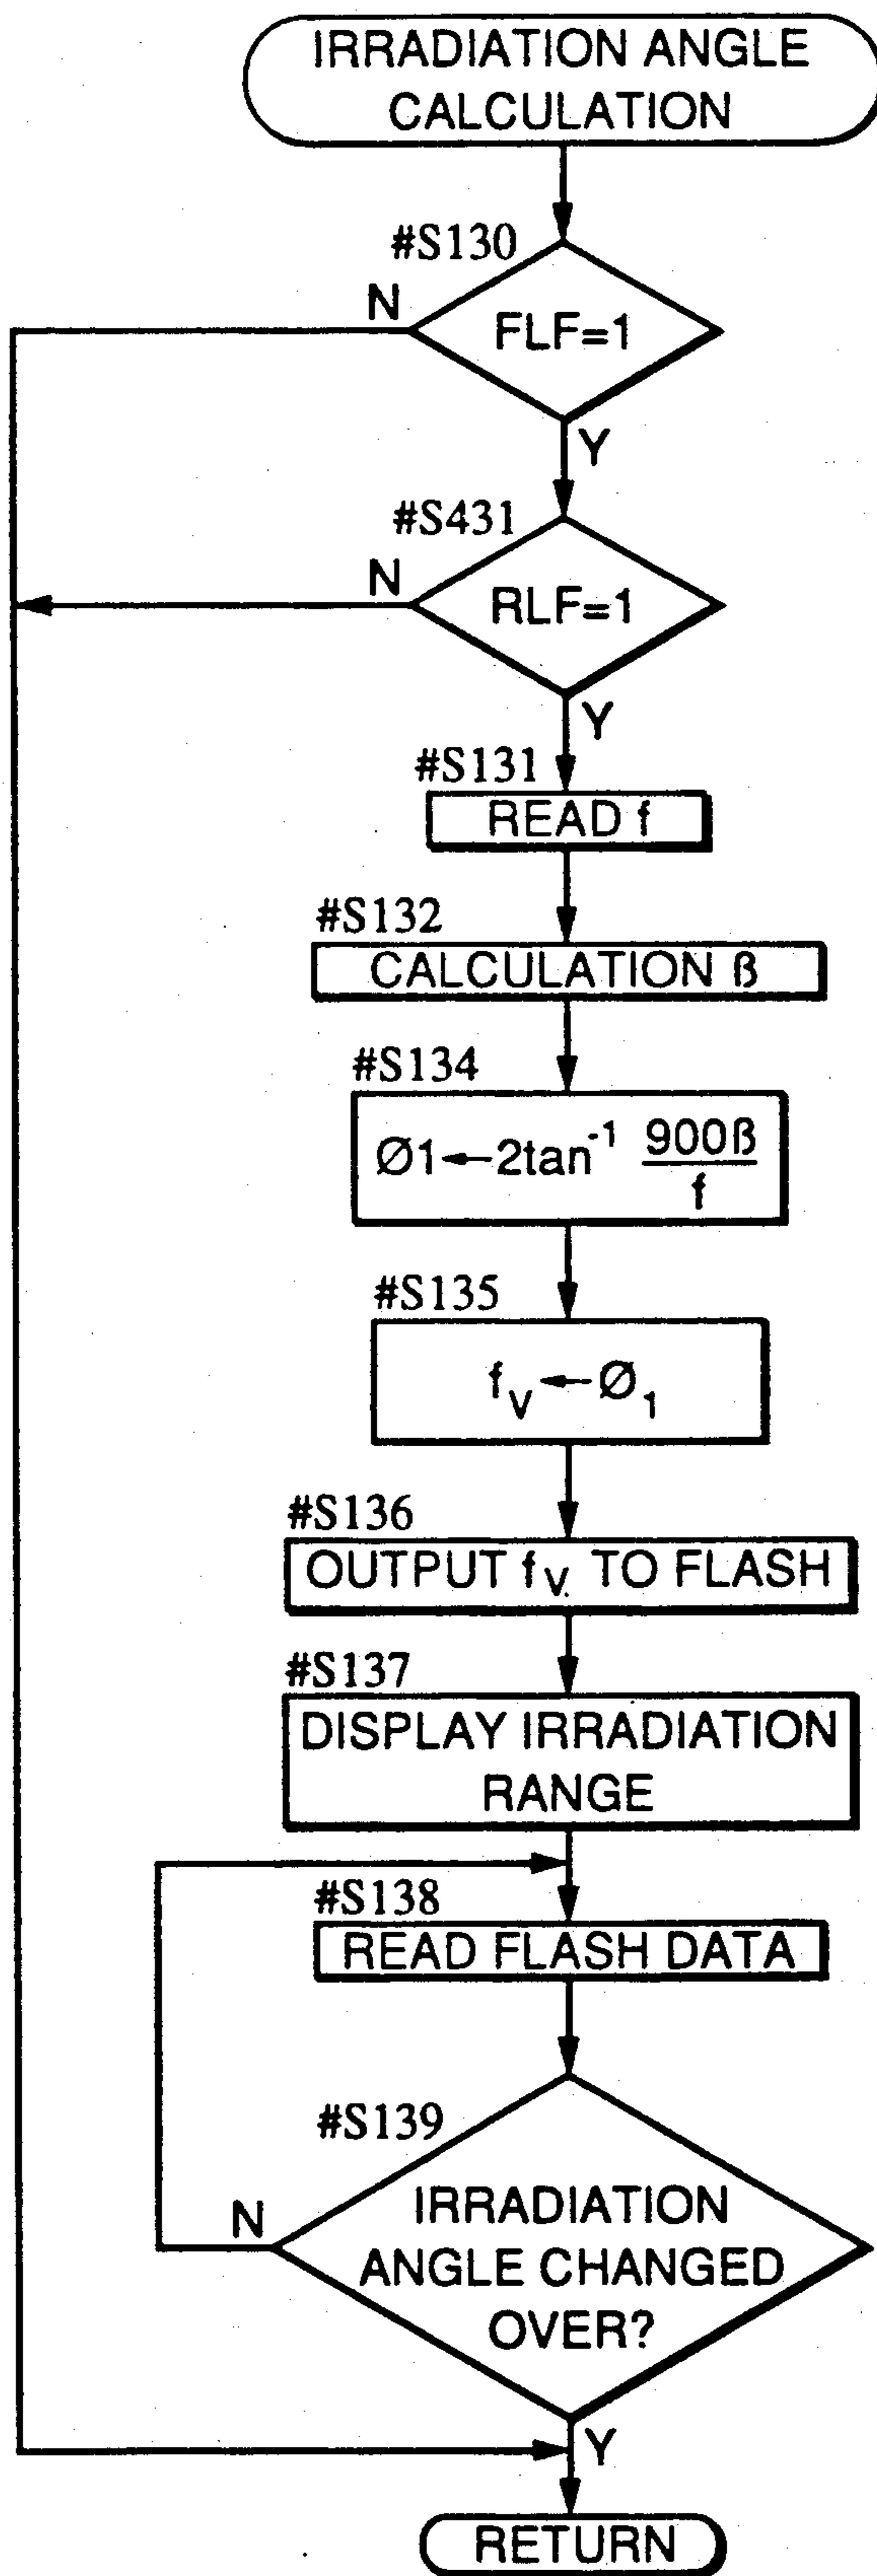 IRRADIATION ANGLE
CALCULATION
#S130
N
FLF=1
Y
#S431
N
RLF=1
Y
#S131
READ f
#S132
CALCULATION ß
#S134
Ø1←2tan⁻¹ 900ß
f
#S135
fᵥ←Ø₁
#S136
OUTPUT fᵥ TO FLASH
#S137
DISPLAY IRRADIATION
RANGE
#S138
READ FLASH DATA
#S139
N
IRRADIATION
ANGLE CHANGED
OVER?
Y
RETURN